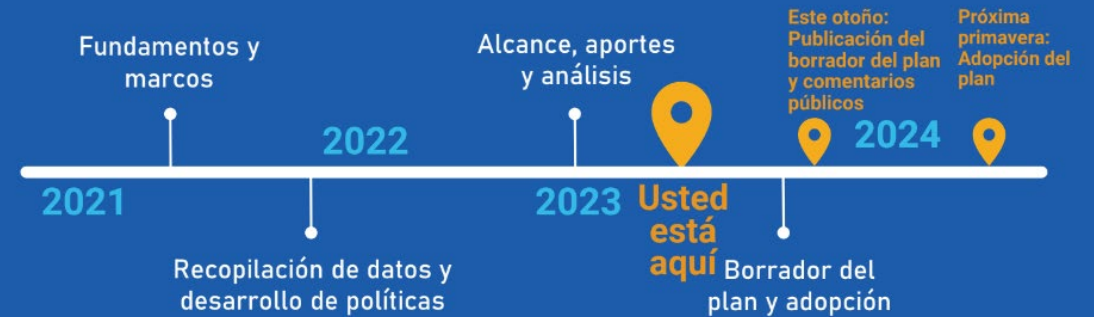 Fundamentos y
marcos
Alcance, aportes
y análisis
Este otoño:
Publicación del
borrador del plan
y comentarios
públicos
Próxima
primavera:
Adopción del
plan
2022
2024
2021
2023
Usted
está
aquí
Recopilación de datos y
desarrollo de políticas
Borrador del
plan y adopción